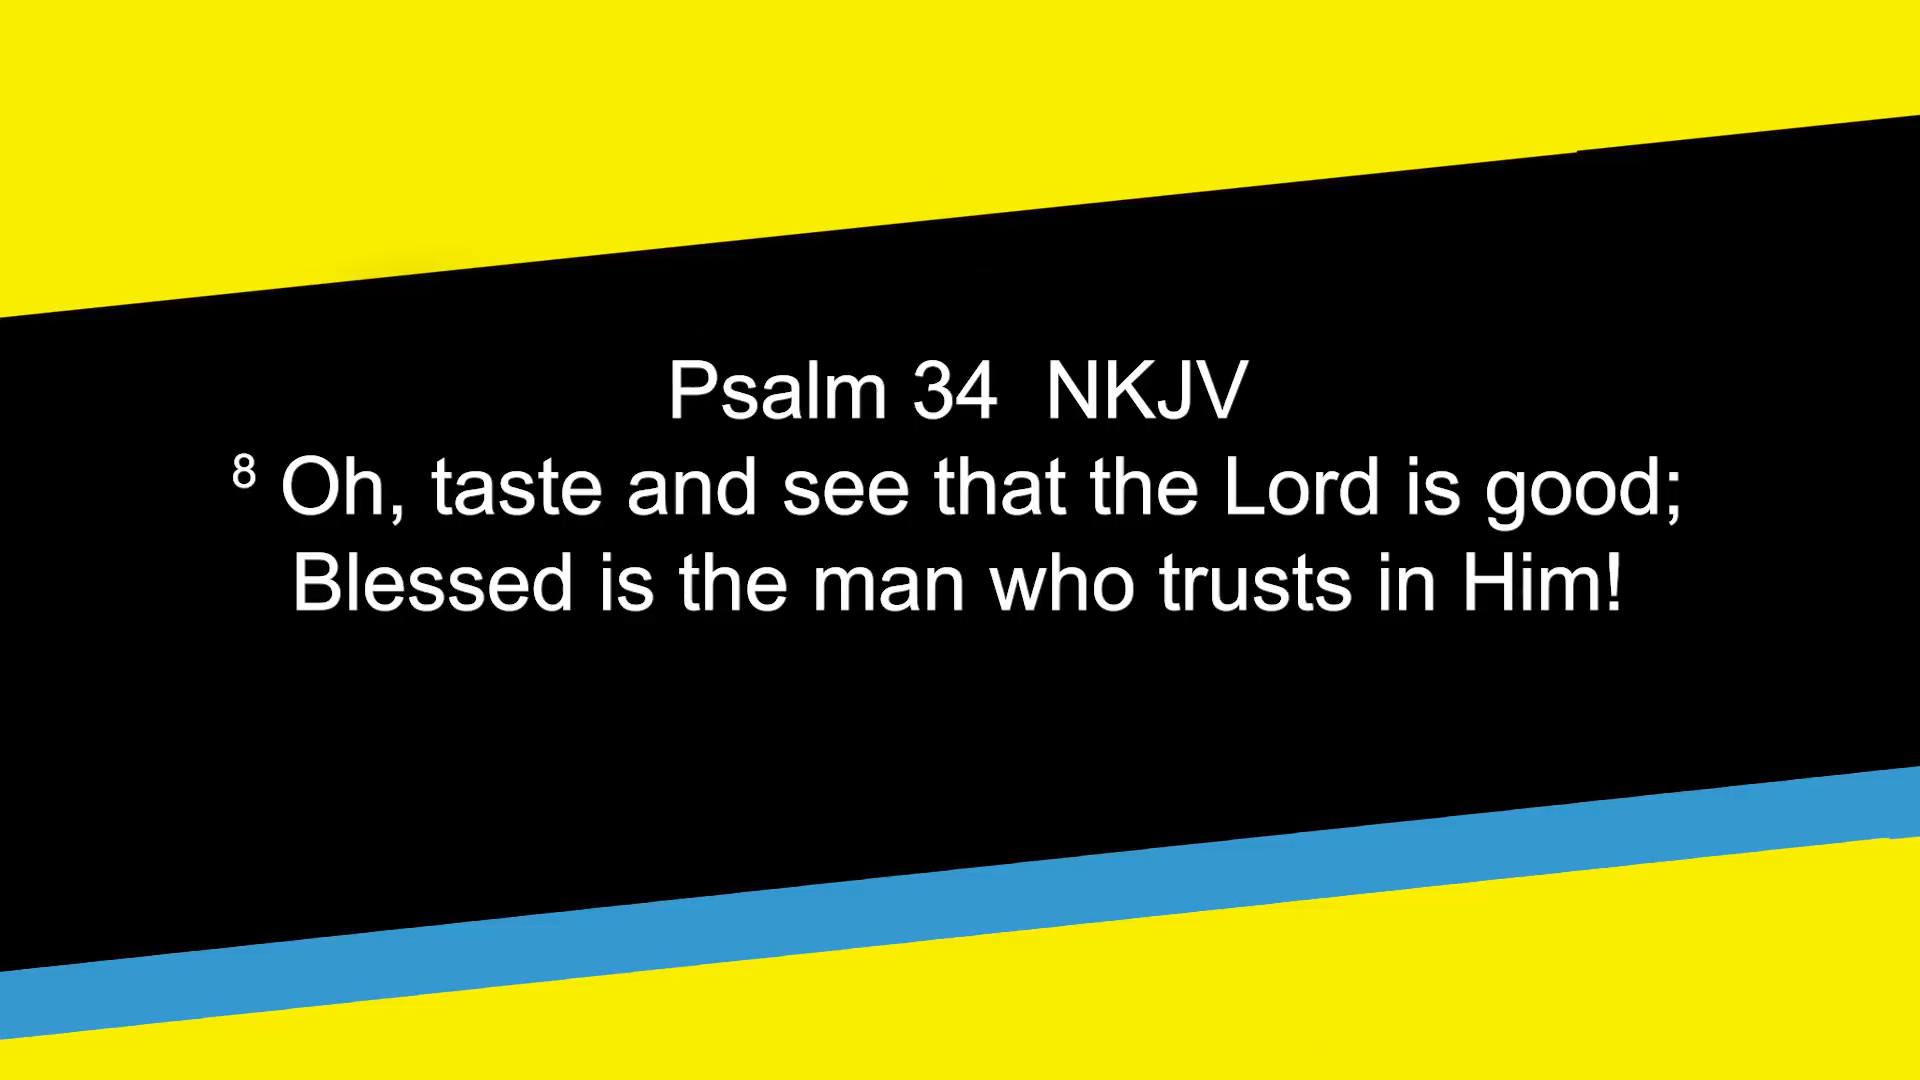 Psalm 34  NKJV
⁸ Oh, taste and see that the Lord is good;
Blessed is the man who trusts in Him!